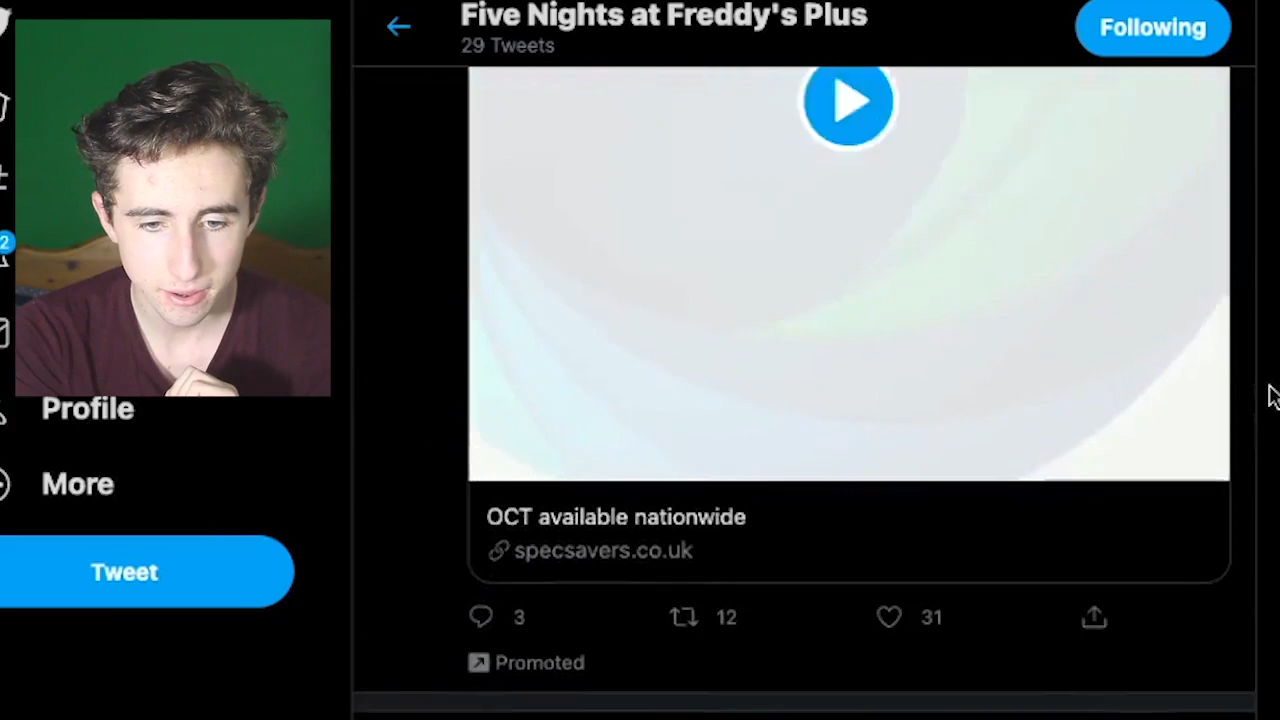 Five Nights at Freddy's Plus
29 Tweets
Following
2
Profile
More
Tweet
OCT available nationwide
specsavers.co.uk
3 12 31
Promoted